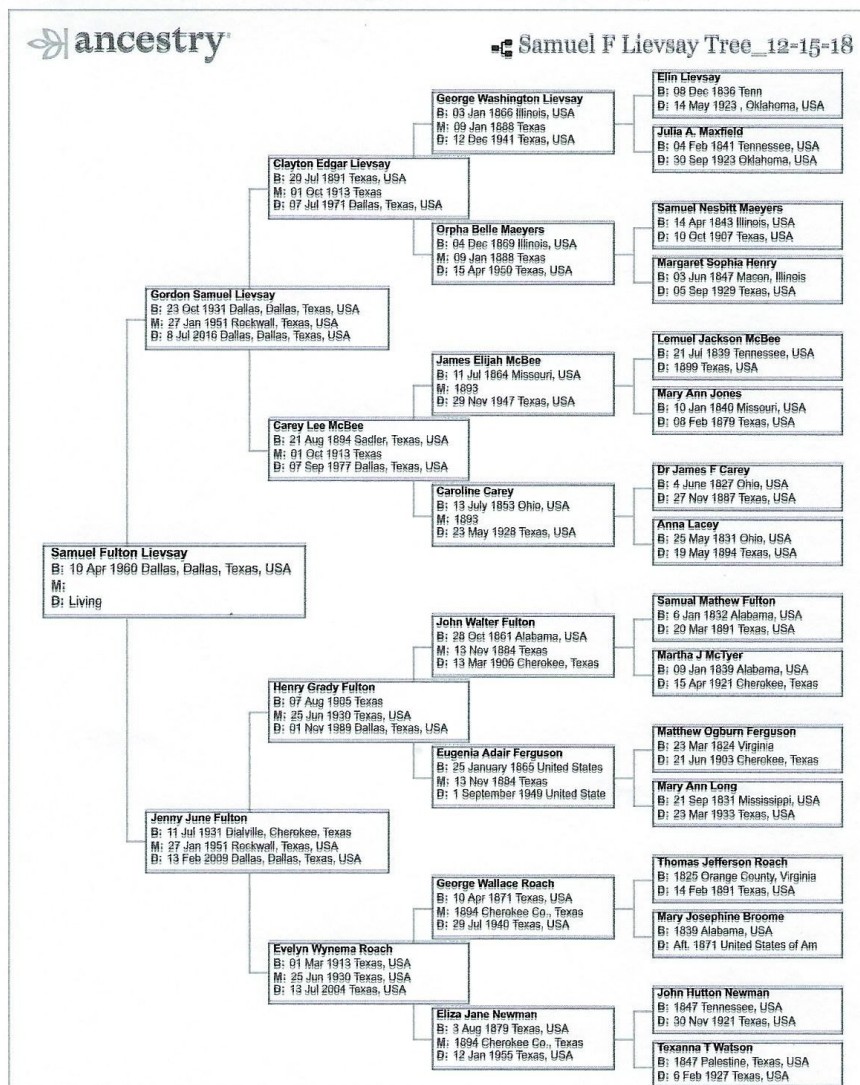 ancestry
Samuel F Lievsay Tree_12-15-18
Elin Lievsay
B: 08 Dec 1836 Tenn
D: 14 May 1923 , Oklahoma, USA
George Washington Lievsay
B: 03 Jan 1866 Illinois, USA
M: 09 Jan 1888 Texas
D: 12 Dec 1941 Texas, USA
Julia A. Maxfield
B: 04 Feb 1841 Tennessee, USA
D: 30 Sep 1923 Oklahoma, USA
Clayton Edgar Lievsay
B: 20 Jul 1891 Texas, USA
M: 01 Oct 1913 Texas
D: 07 Jul 1971 Dallas, Texas, USA
Samuel Nesbitt Maeyers
B: 14 Apr 1843 Illinois, USA
D: 10 Oct 1907 Texas, USA
Orpha Belle Maeyers
B: 04 Dec 1869 Illinois, USA
M: 09 Jan 1888 Texas
D: 15 Apr 1950 Texas, USA
Margaret Sophia Henry
B: 03 Jun 1847 Macon, Illinois
D: 05 Sep 1929 Texas, USA
Gordon Samuel Lievsay
B: 23 Oct 1931 Dallas, Dallas, Texas, USA
M: 27 Jan 1951 Rockwall, Texas, USA
D: 8 Jul 2016 Dallas, Dallas, Texas, USA
Lemuel Jackson McBee
B: 21 Jul 1839 Tennessee, USA
D: 1899 Texas, USA
James Elijah McBee
B: 11 Jul 1864 Missouri, USA
M: 1893
D: 29 Nov 1947 Texas, USA
Mary Ann Jones
B: 10 Jan 1840 Missouri, USA
D: 08 Feb 1879 Texas, USA
Carey Lee McBee
B: 21 Aug 1894 Sadler, Texas, USA
M: 01 Oct 1913 Texas
D: 07 Sep 1977 Dallas, Texas, USA
Dr James F Carey
B: 4 June 1827 Ohio, USA
D: 27 Nov 1887 Texas, USA
Caroline Carey
B: 13 July 1853 Ohio, USA
M: 1893
D: 23 May 1928 Texas, USA
Anna Lacey
B: 25 May 1831 Ohio, USA
D: 19 May 1894 Texas, USA
Samuel Fulton Lievsay
B: 10 Apr 1960 Dallas, Dallas, Texas, USA
M:
D: Living
Samual Mathew Fulton
B: 6 Jan 1832 Alabama, USA
D: 20 Mar 1891 Texas, USA
John Walter Fulton
B: 28 Oct 1861 Alabama, USA
M: 13 Nov 1884 Texas
D: 13 Mar 1906 Cherokee, Texas
Martha J McTyer
B: 09 Jan 1839 Alabama, USA
D: 15 Apr 1921 Cherokee, Texas
Henry Grady Fulton
B: 07 Aug 1905 Texas
M: 25 Jun 1930 Texas, USA
D: 01 Nov 1989 Dallas, Texas, USA
Matthew Ogburn Ferguson
B: 23 Mar 1824 Virginia
D: 21 Jun 1903 Cherokee, Texas
Eugenia Adair Ferguson
B: 25 January 1865 United States
M: 13 Nov 1884 Texas
D: 1 September 1949 United State
Mary Ann Long
B: 21 Sep 1831 Mississippi, USA
D: 23 Mar 1933 Texas, USA
Jenny June Fulton
B: 11 Jul 1931 Dialville, Cherokee, Texas
M: 27 Jan 1951 Rockwall, Texas, USA
D: 13 Feb 2009 Dallas, Dallas, Texas, USA
Thomas Jefferson Roach
B: 1825 Orange County, Virginia
D: 14 Feb 1891 Texas, USA
George Wallace Roach
B: 10 Apr 1871 Texas, USA
M: 1894 Cherokee Co., Texas
D: 29 Jul 1940 Texas, USA
Mary Josephine Broome
B: 1839 Alabama, USA
D: Aft. 1871 United States of Am
Evelyn Wynema Roach
B: 01 Mar 1913 Texas, USA
M: 25 Jun 1930 Texas, USA
D: 13 Jul 2004 Texas, USA
John Hutton Newman
B: 1847 Tennessee, USA
D: 30 Nov 1921 Texas, USA
Eliza Jane Newman
B: 3 Aug 1879 Texas, USA
M: 1894 Cherokee Co., Texas
D: 12 Jan 1955 Texas, USA
Texanna T Watson
B: 1847 Palestine, Texas, USA
D: 6 Feb 1927 Texas, USA